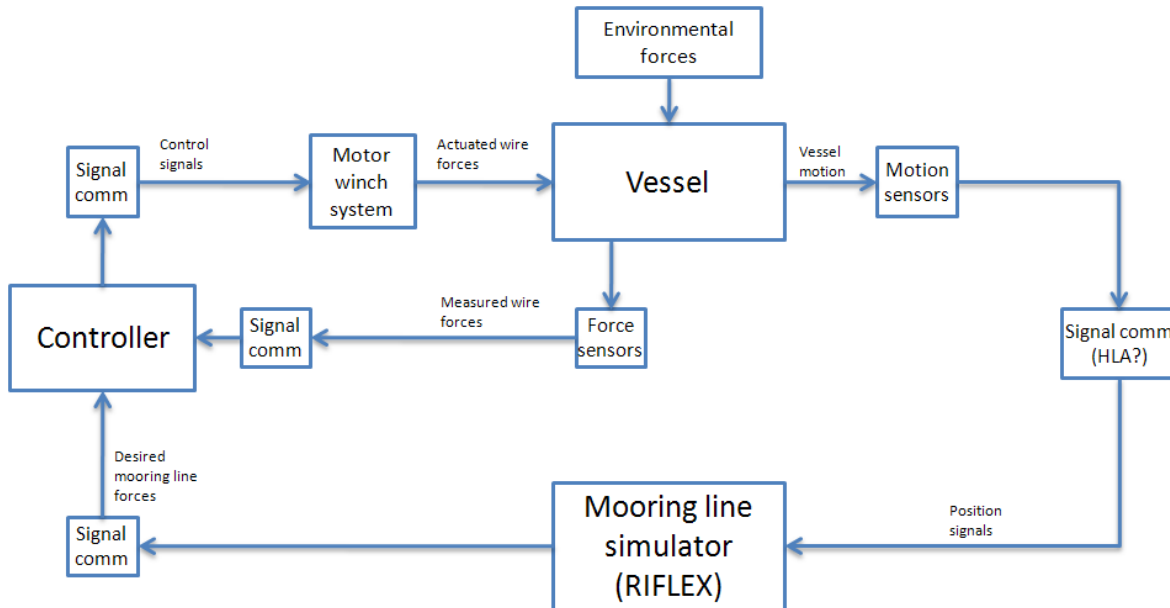 Environmental
forces
Control
signals
Signal
comm
Motor
winch
system
Actuated wire
forces
Vessel
Vessel
motion
Motion
sensors
Controller
Signal
comm
Measured wire
forces
Force
sensors
Signal comm
(HLA?)
Desired
mooring line
forces
Signal
comm
Mooring line
simulator
(RIFLEX)
Position
signals